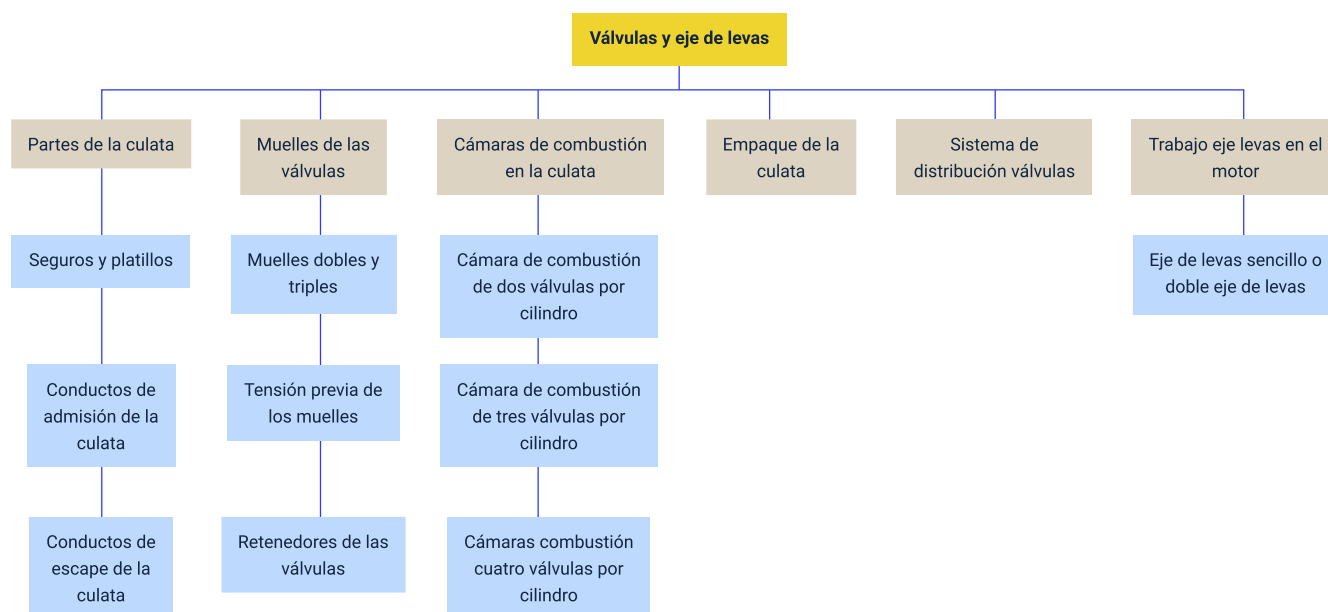 Válvulas y eje de levas
Partes de la culata
Muelles de las
válvulas
Cámaras de combustión
en la culata
Empaque de la
culata
Sistema de
distribución válvulas
Trabajo eje levas en el
motor
Seguros y platillos
Muelles dobles y
triples
Cámara de combustión
de dos válvulas por
cilindro
Eje de levas sencillo o
doble eje de levas
Conductos de
admisión de la
culata
Tensión previa de
los muelles
Cámara de combustión
de tres válvulas por
cilindro
Conductos de
escape de la
culata
Retenedores de las
válvulas
Cámaras combustión
cuatro válvulas por
cilindro